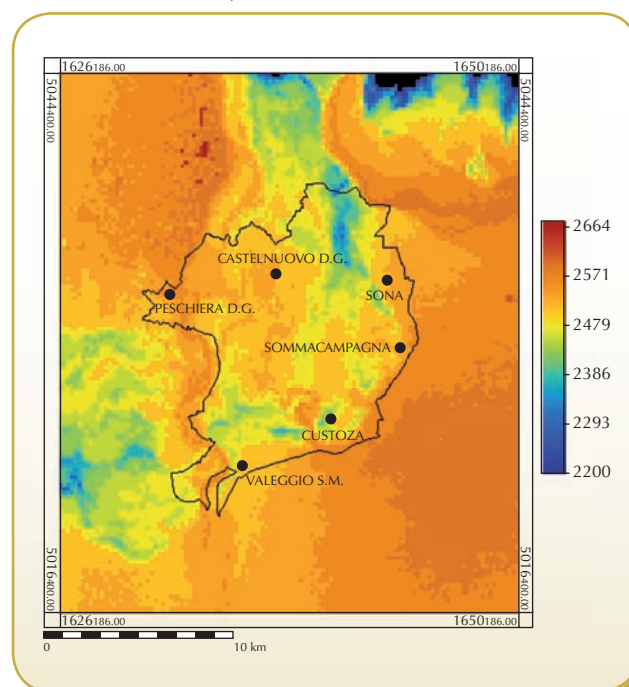 1626186.00 1650186.00
5044400.00 5044400.00
CASTELNUOVO D.G.
SONA
PESCHIERA D.G.
SOMMACAMPAGNA
CUSTOZA
VALEGGIO S.M.
2664
2571
2479
2386
2293
2200
5016400.00 5016400.00
1626186.00 1650186.00
0 10 km